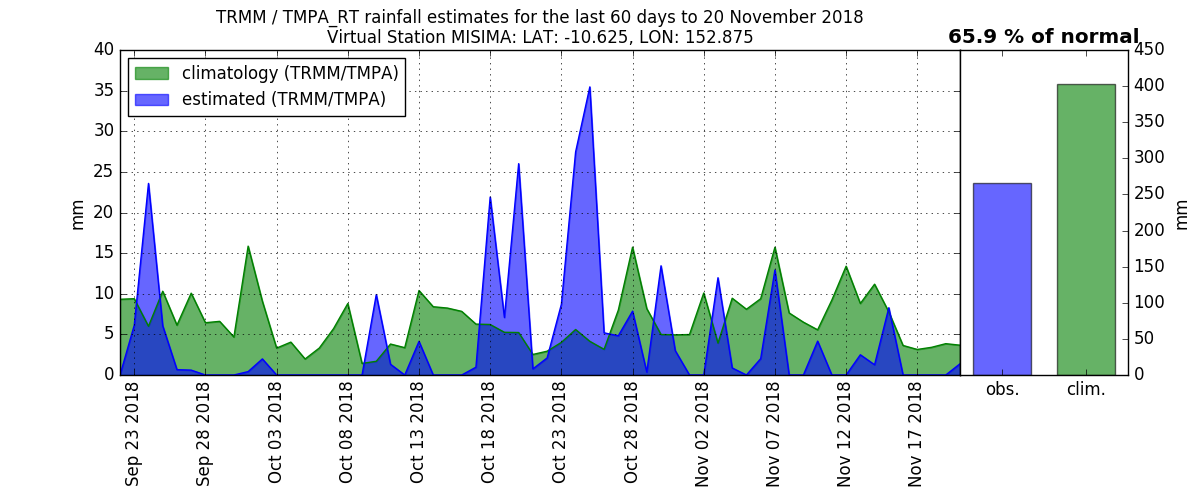 TRMM / TMPA_RT rainfall estimates for the last 60 days to 20 November 2018
Virtual Station MISIMA: LAT: -10.625, LON: 152.875
65.9 % of normal
climatology (TRMM/TMPA)
estimated (TRMM/TMPA)
mm
40
35
30
25
20
15
10
5
0
Sep 23 2018
Sep 28 2018
Oct 03 2018
Oct 08 2018
Oct 13 2018
Oct 18 2018
Oct 23 2018
Oct 28 2018
Nov 02 2018
Nov 07 2018
Nov 12 2018
Nov 17 2018
450
400
350
300
250
200
150
100
50
0
mm
obs.
clim.